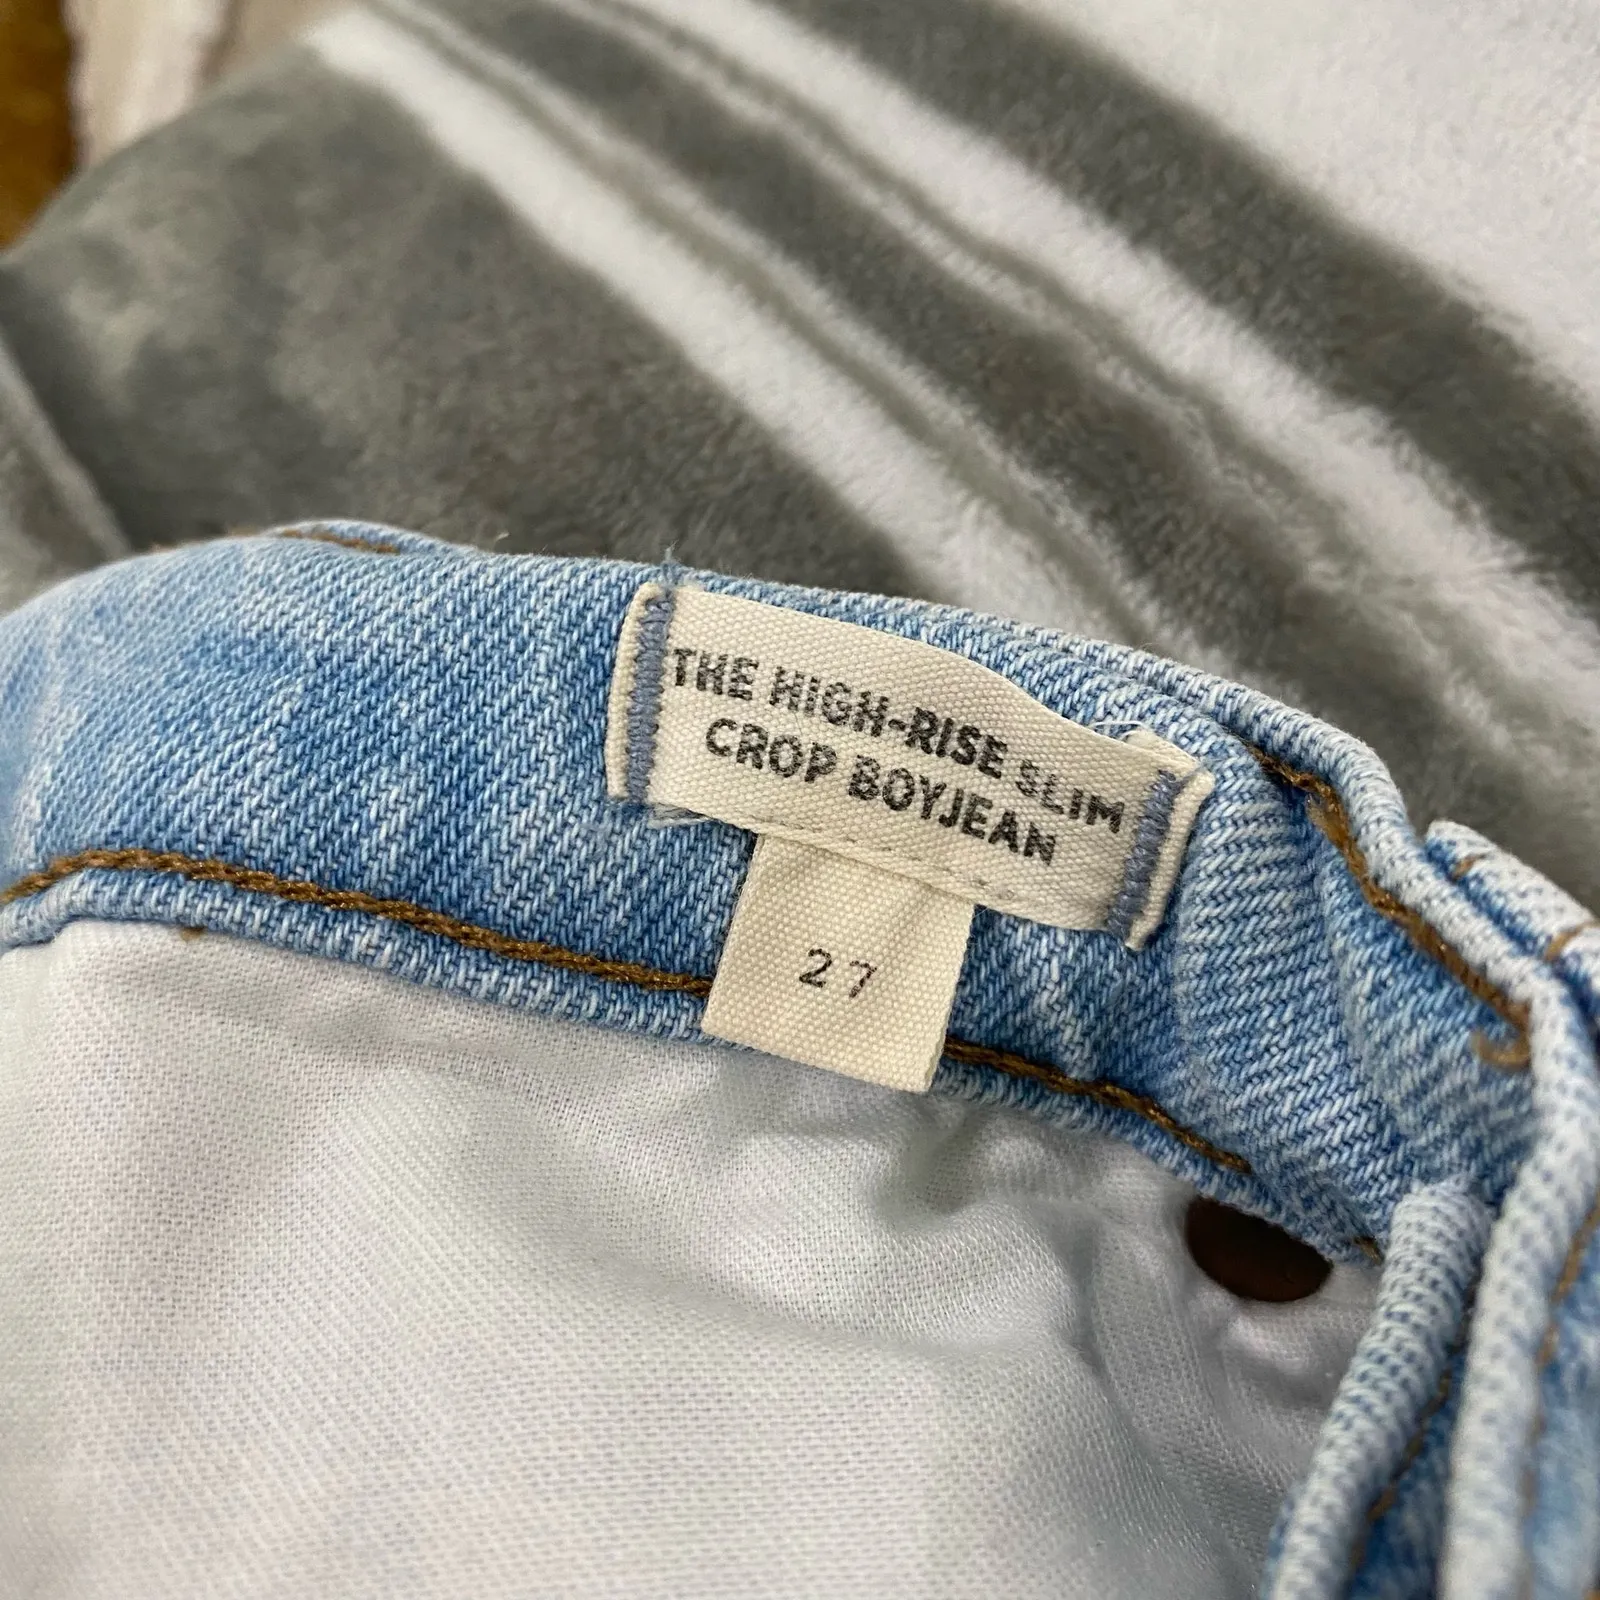 THE HIGH-RISE SLIM
CROP BOYJEAN
27